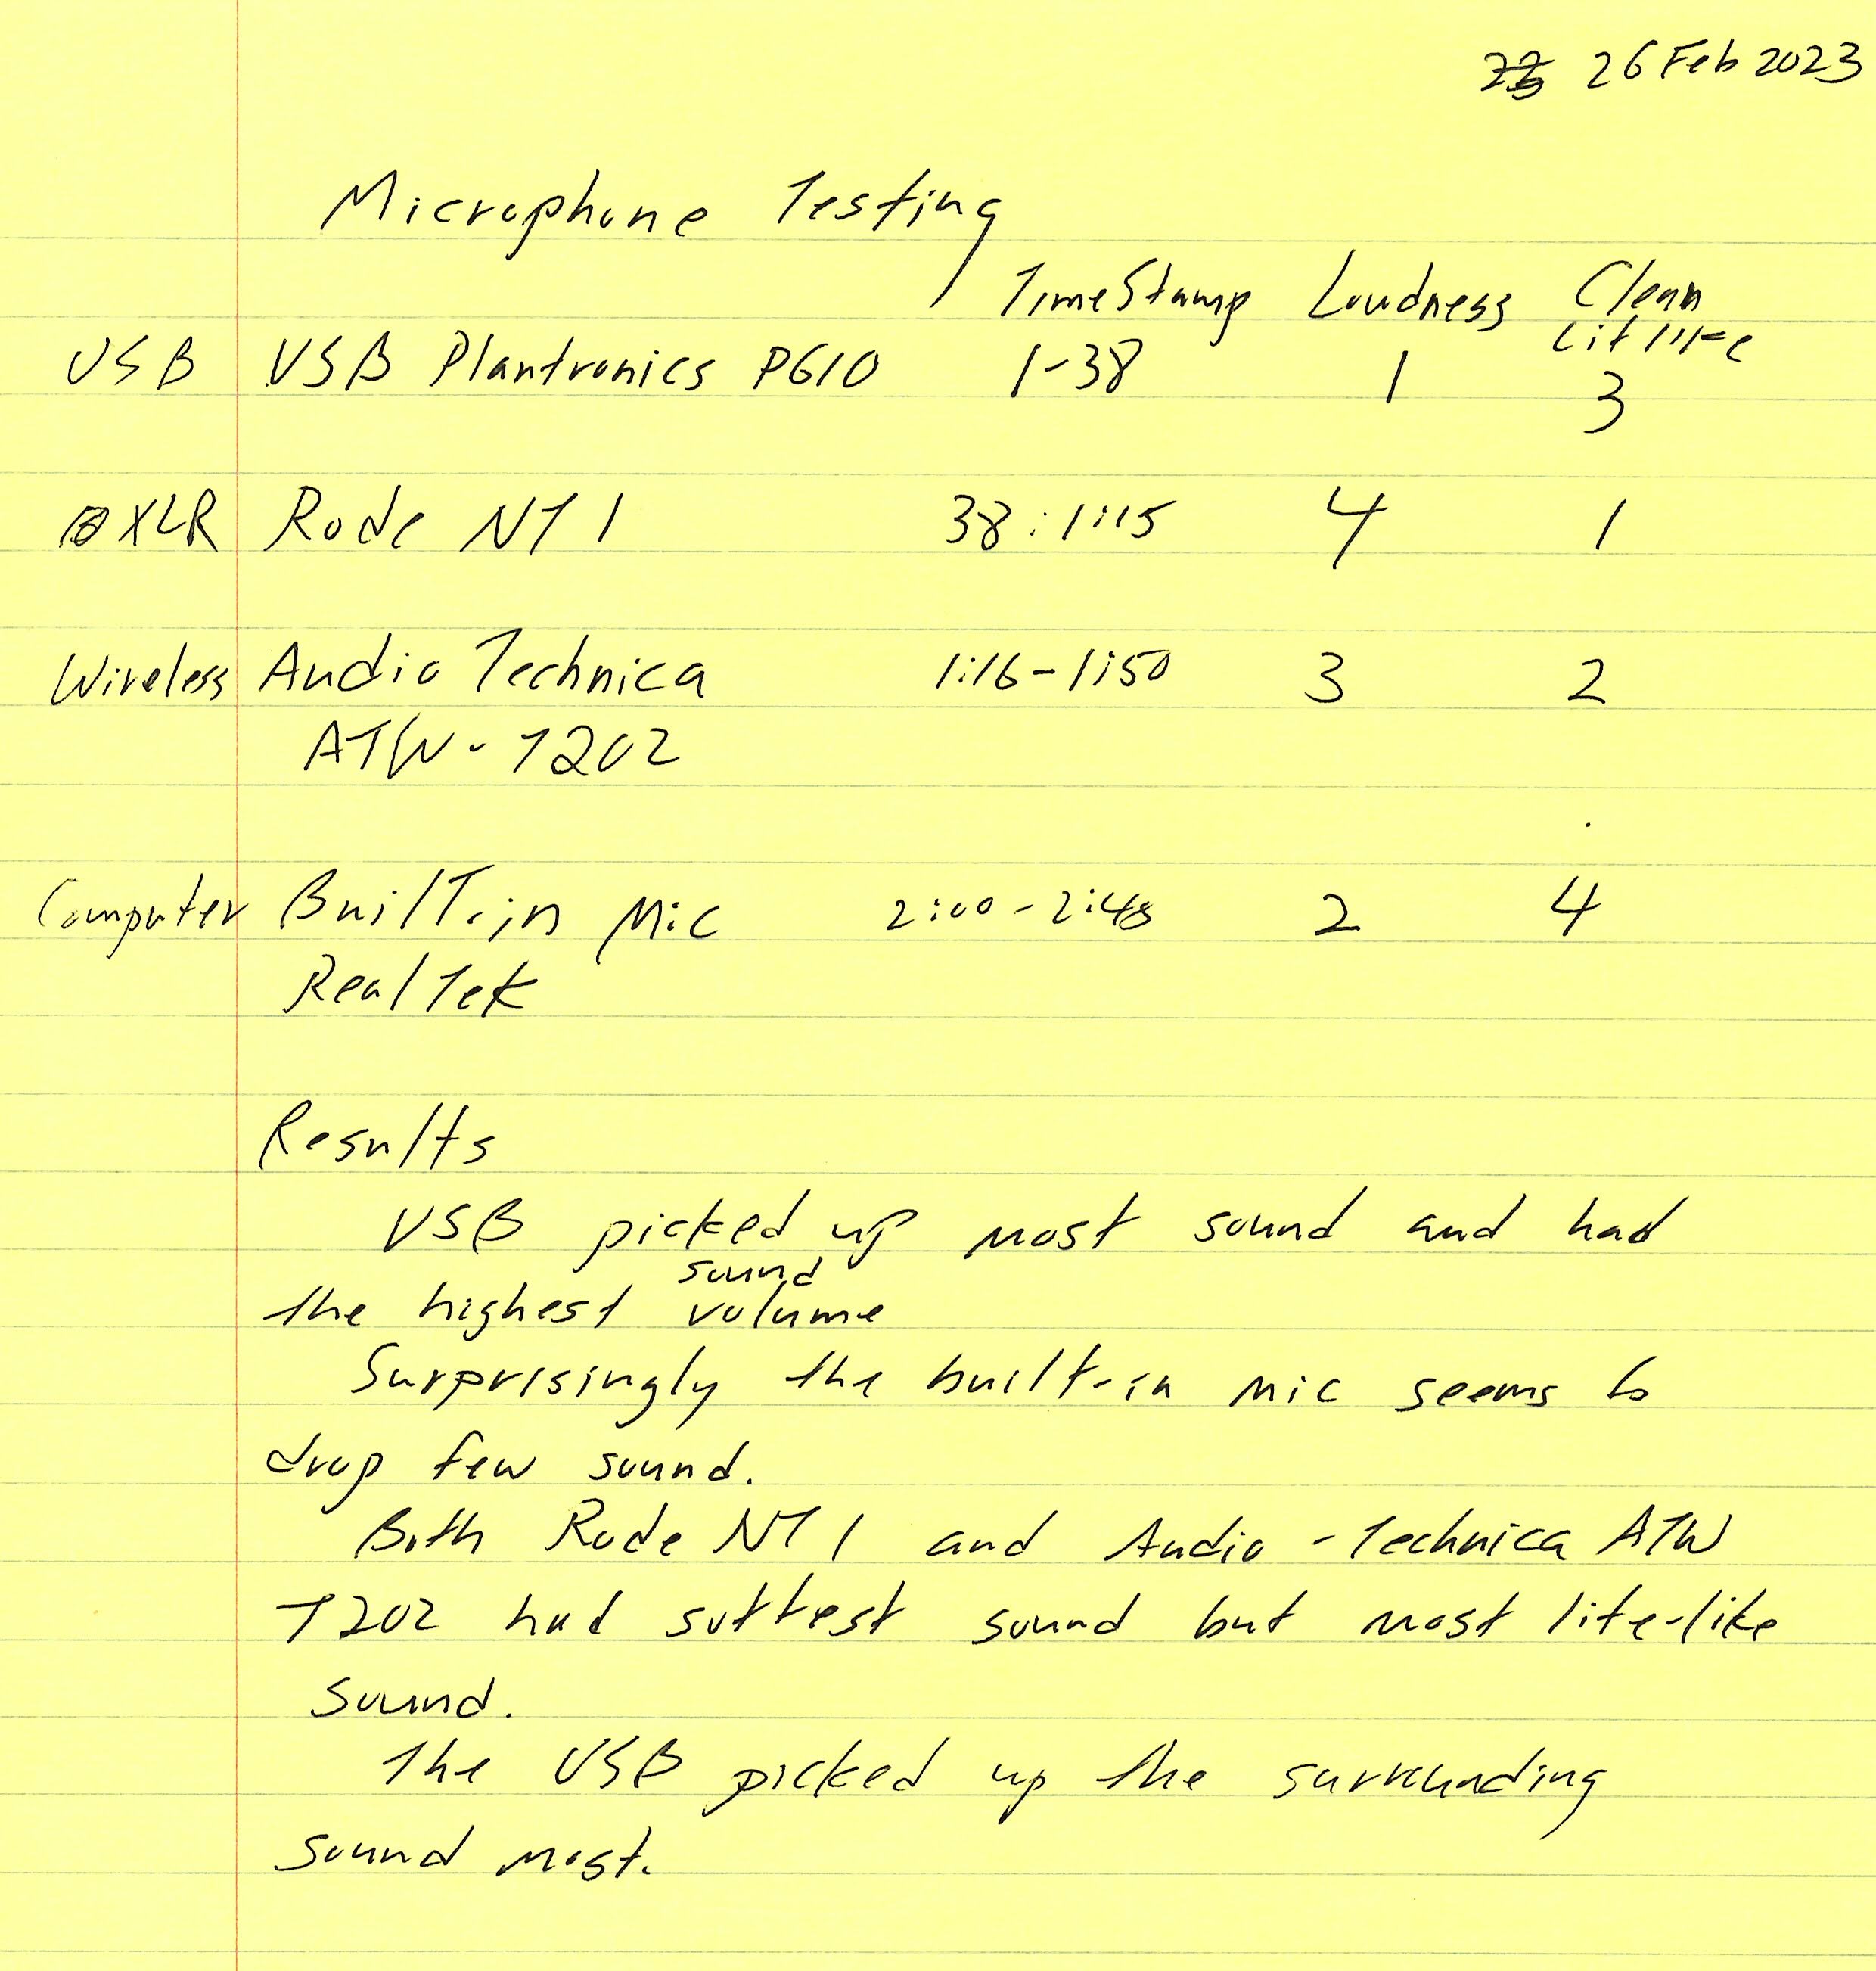 26 Feb 2023
Microphone Testing
TimeStamp Loudness Clean
Litlike
USB USB Plantronics P610 1-38 1 3
XLR Rode NT1 38:1:15 4 1
Wireless Audio Technica 1:16-1:50 3 2
ATW-T202
Computer Built-in Mic 2:00-2:48 2 4
RealTek
Results
USB picked up most sound and had
sound
the highest volume
Surprisingly the built-in mic seems to
drop few sound.
Both Rode NT1 and Audio-Technica ATW
T202 had softest sound but most life-like
sound.
The USB picked up the surrounding
sound most.